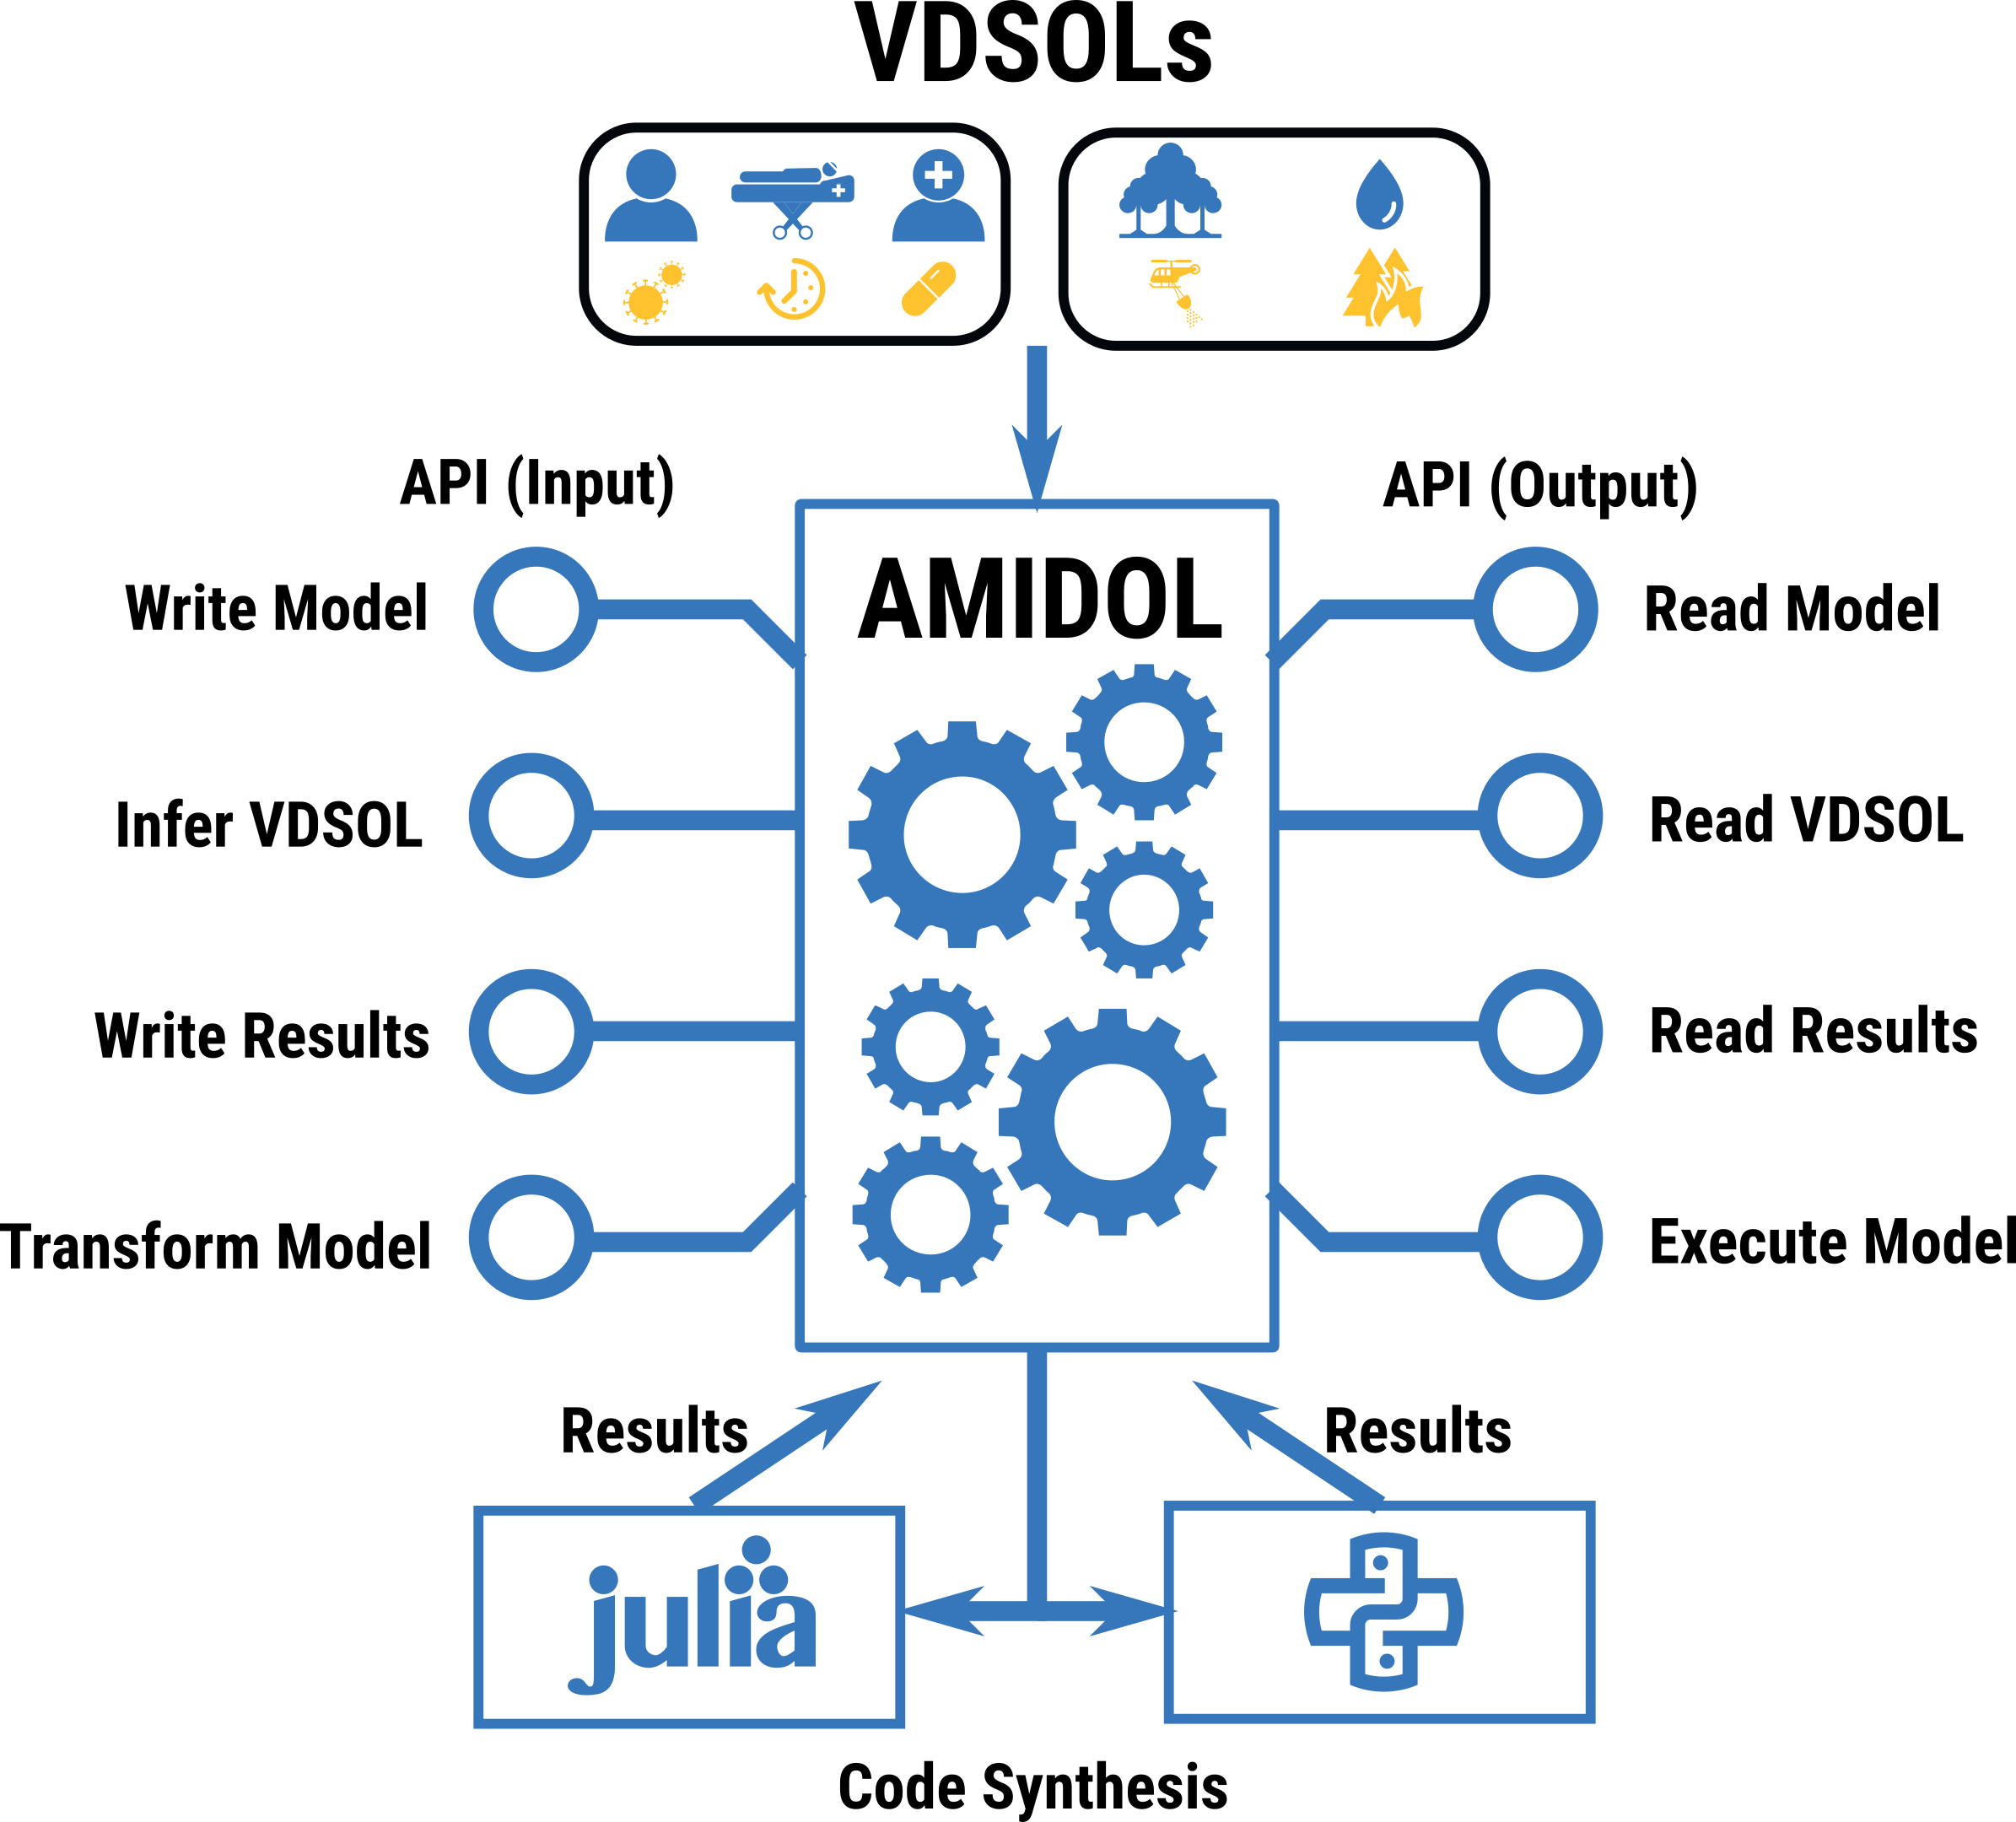 VDSOLs
API (Input)
API (Output)
AMIDOL
Write Model
Read Model
Infer VDSOL
Read VDSOL
Write Results
Read Results
Transform Model
Execute Model
Results
Results
julia
Code Synthesis